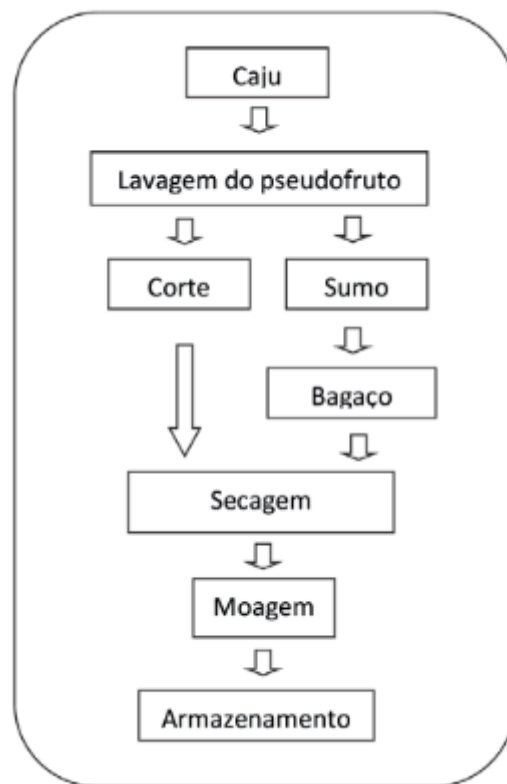 Caju
Lavagem do pseudofruto
Corte
Sumo
Bagaço
Secagem
Moagem
Armazenamento